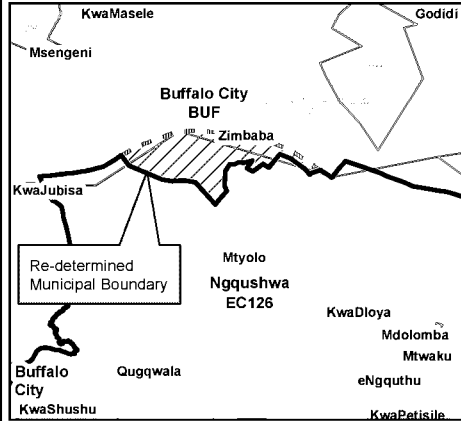 KwaMasele
Godidi
Msengeni
Buffalo City
BUF
Zimbaba
KwaJubisa
Re-determined
Municipal Boundary
Mtyolo
Ngqushwa
EC126
KwaDloya
Mdolomba
Mtwaku
Buffalo
City
Qugqwala
eNgquthu
KwaShushu
KwaPetisile